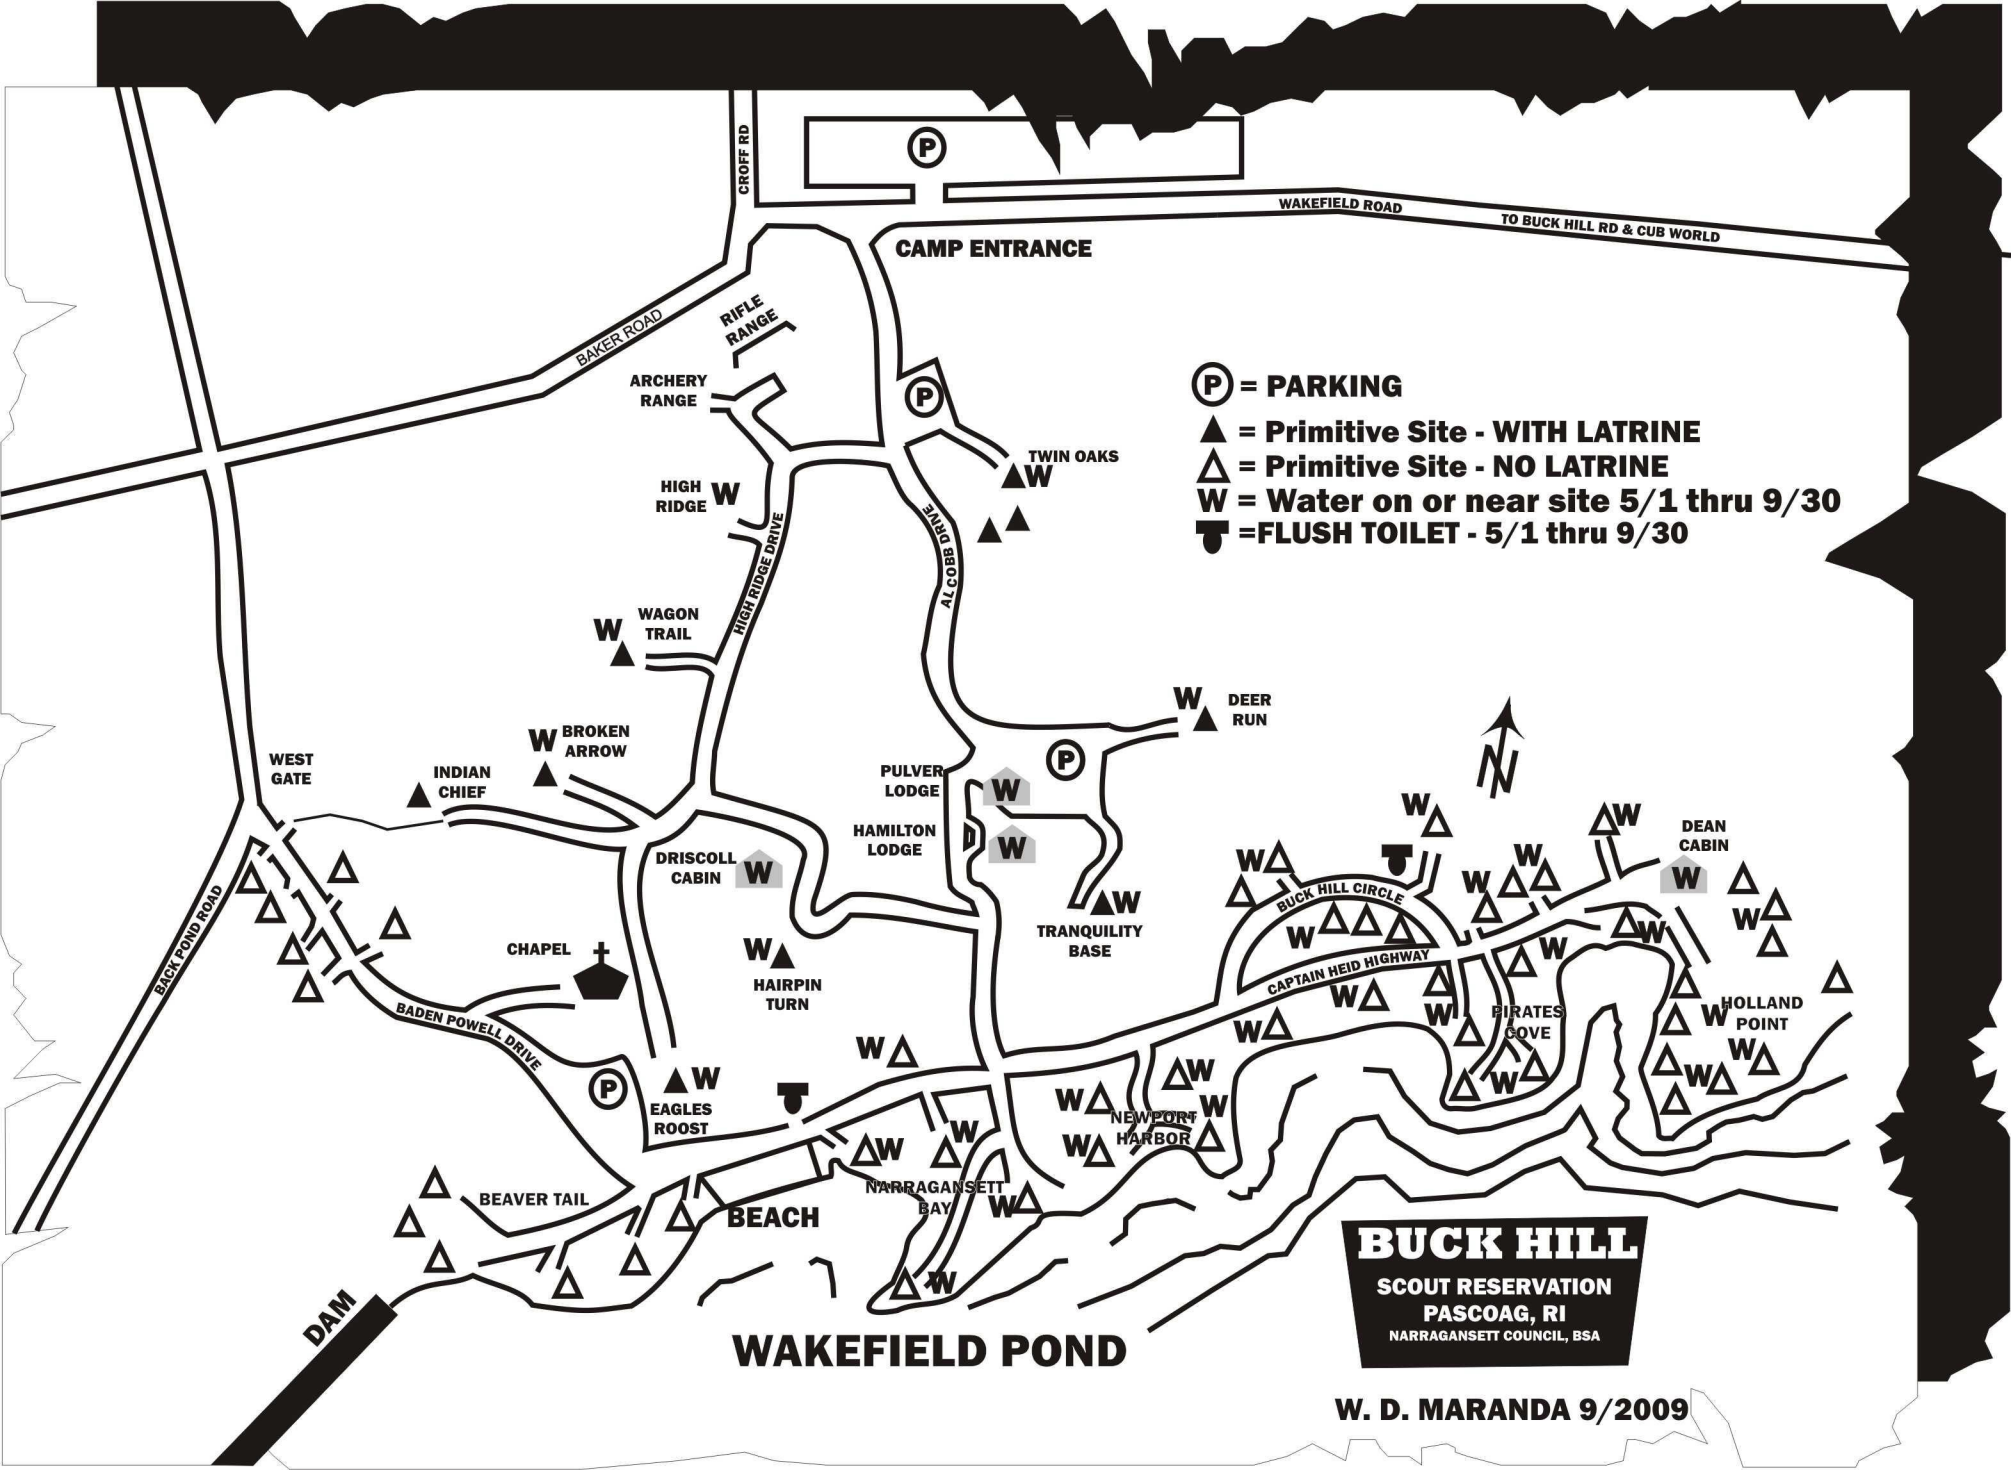 P
CROFF RD
WAKEFIELD ROAD
TO BUCK HILL RD & CUB WORLD
CAMP ENTRANCE
RIFLE
RANGE
BAKER ROAD
ARCHERY
RANGE
P
P = PARKING
= Primitive Site - WITH LATRINE
= Primitive Site - NO LATRINE
W = Water on or near site 5/1 thru 9/30
=FLUSH TOILET - 5/1 thru 9/30
TWIN OAKS
W
HIGH
RIDGE
W
HIGH RIDGE DRIVE
AL COBB DRIVE
W
WAGON
TRAIL
W
DEER
RUN
W
BROKEN
ARROW
WEST
GATE
INDIAN
CHIEF
P
PULVER
LODGE
W
HAMILTON
LODGE
W
N
DRISCOLL
CABIN
W
W
W
DEAN
CABIN
W
W
W
W
BUCK HILL CIRCLE
W
TRANQUILITY
BASE
W
W
W
W
BACK POND ROAD
CHAPEL
W
HAIRPIN
TURN
CAPTAIN HEID HIGHWAY
W
W
PIRATES
COVE
W
HOLLAND
POINT
W
BADEN POWELL DRIVE
W
W
W
W
W
P
W
EAGLES
ROOST
W
W
W
NEWPORT
HARBOR
W
W
W
NARRAGANSETT
BAY
W
BEAVER TAIL
BEACH
W
DAM
WAKEFIELD POND
BUCK HILL
SCOUT RESERVATION
PASCOAG, RI
NARRAGANSETT COUNCIL, BSA
W. D. MARANDA 9/2009